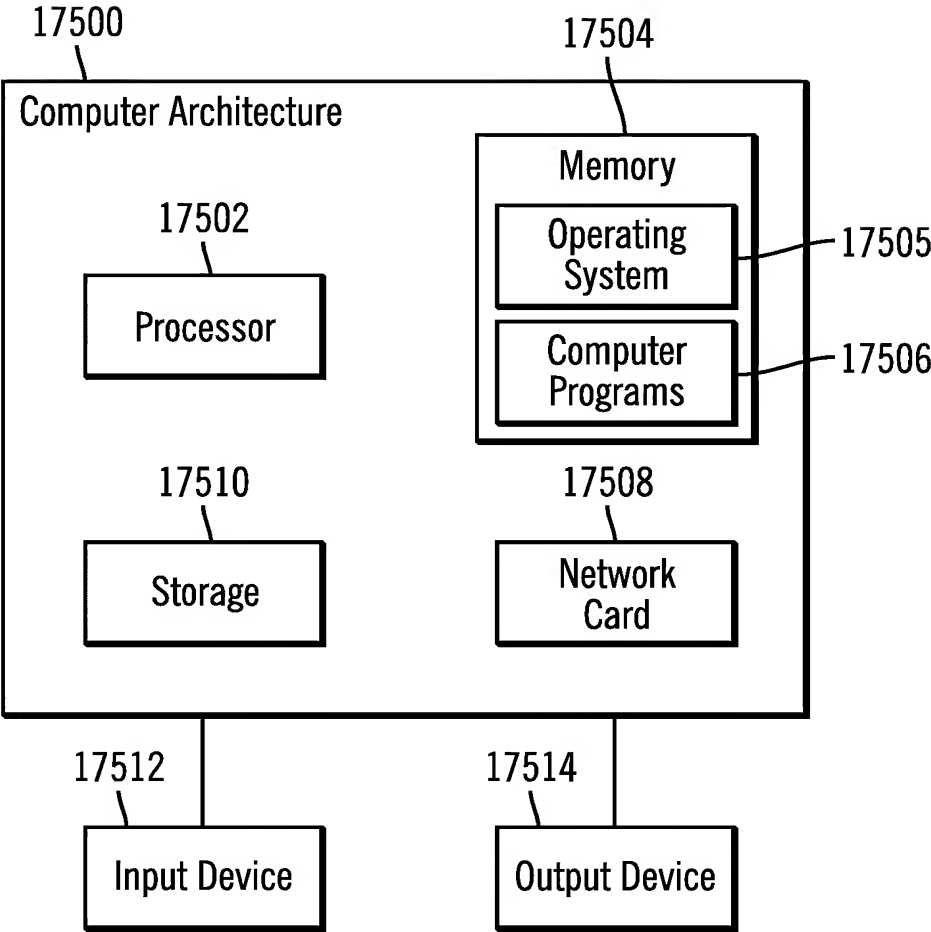 17500
17504
Computer Architecture
Memory
17502
Operating
System
17505
Processor
Computer
Programs
17506
17510
17508
Storage
Network
Card
17512
17514
Input Device
Output Device